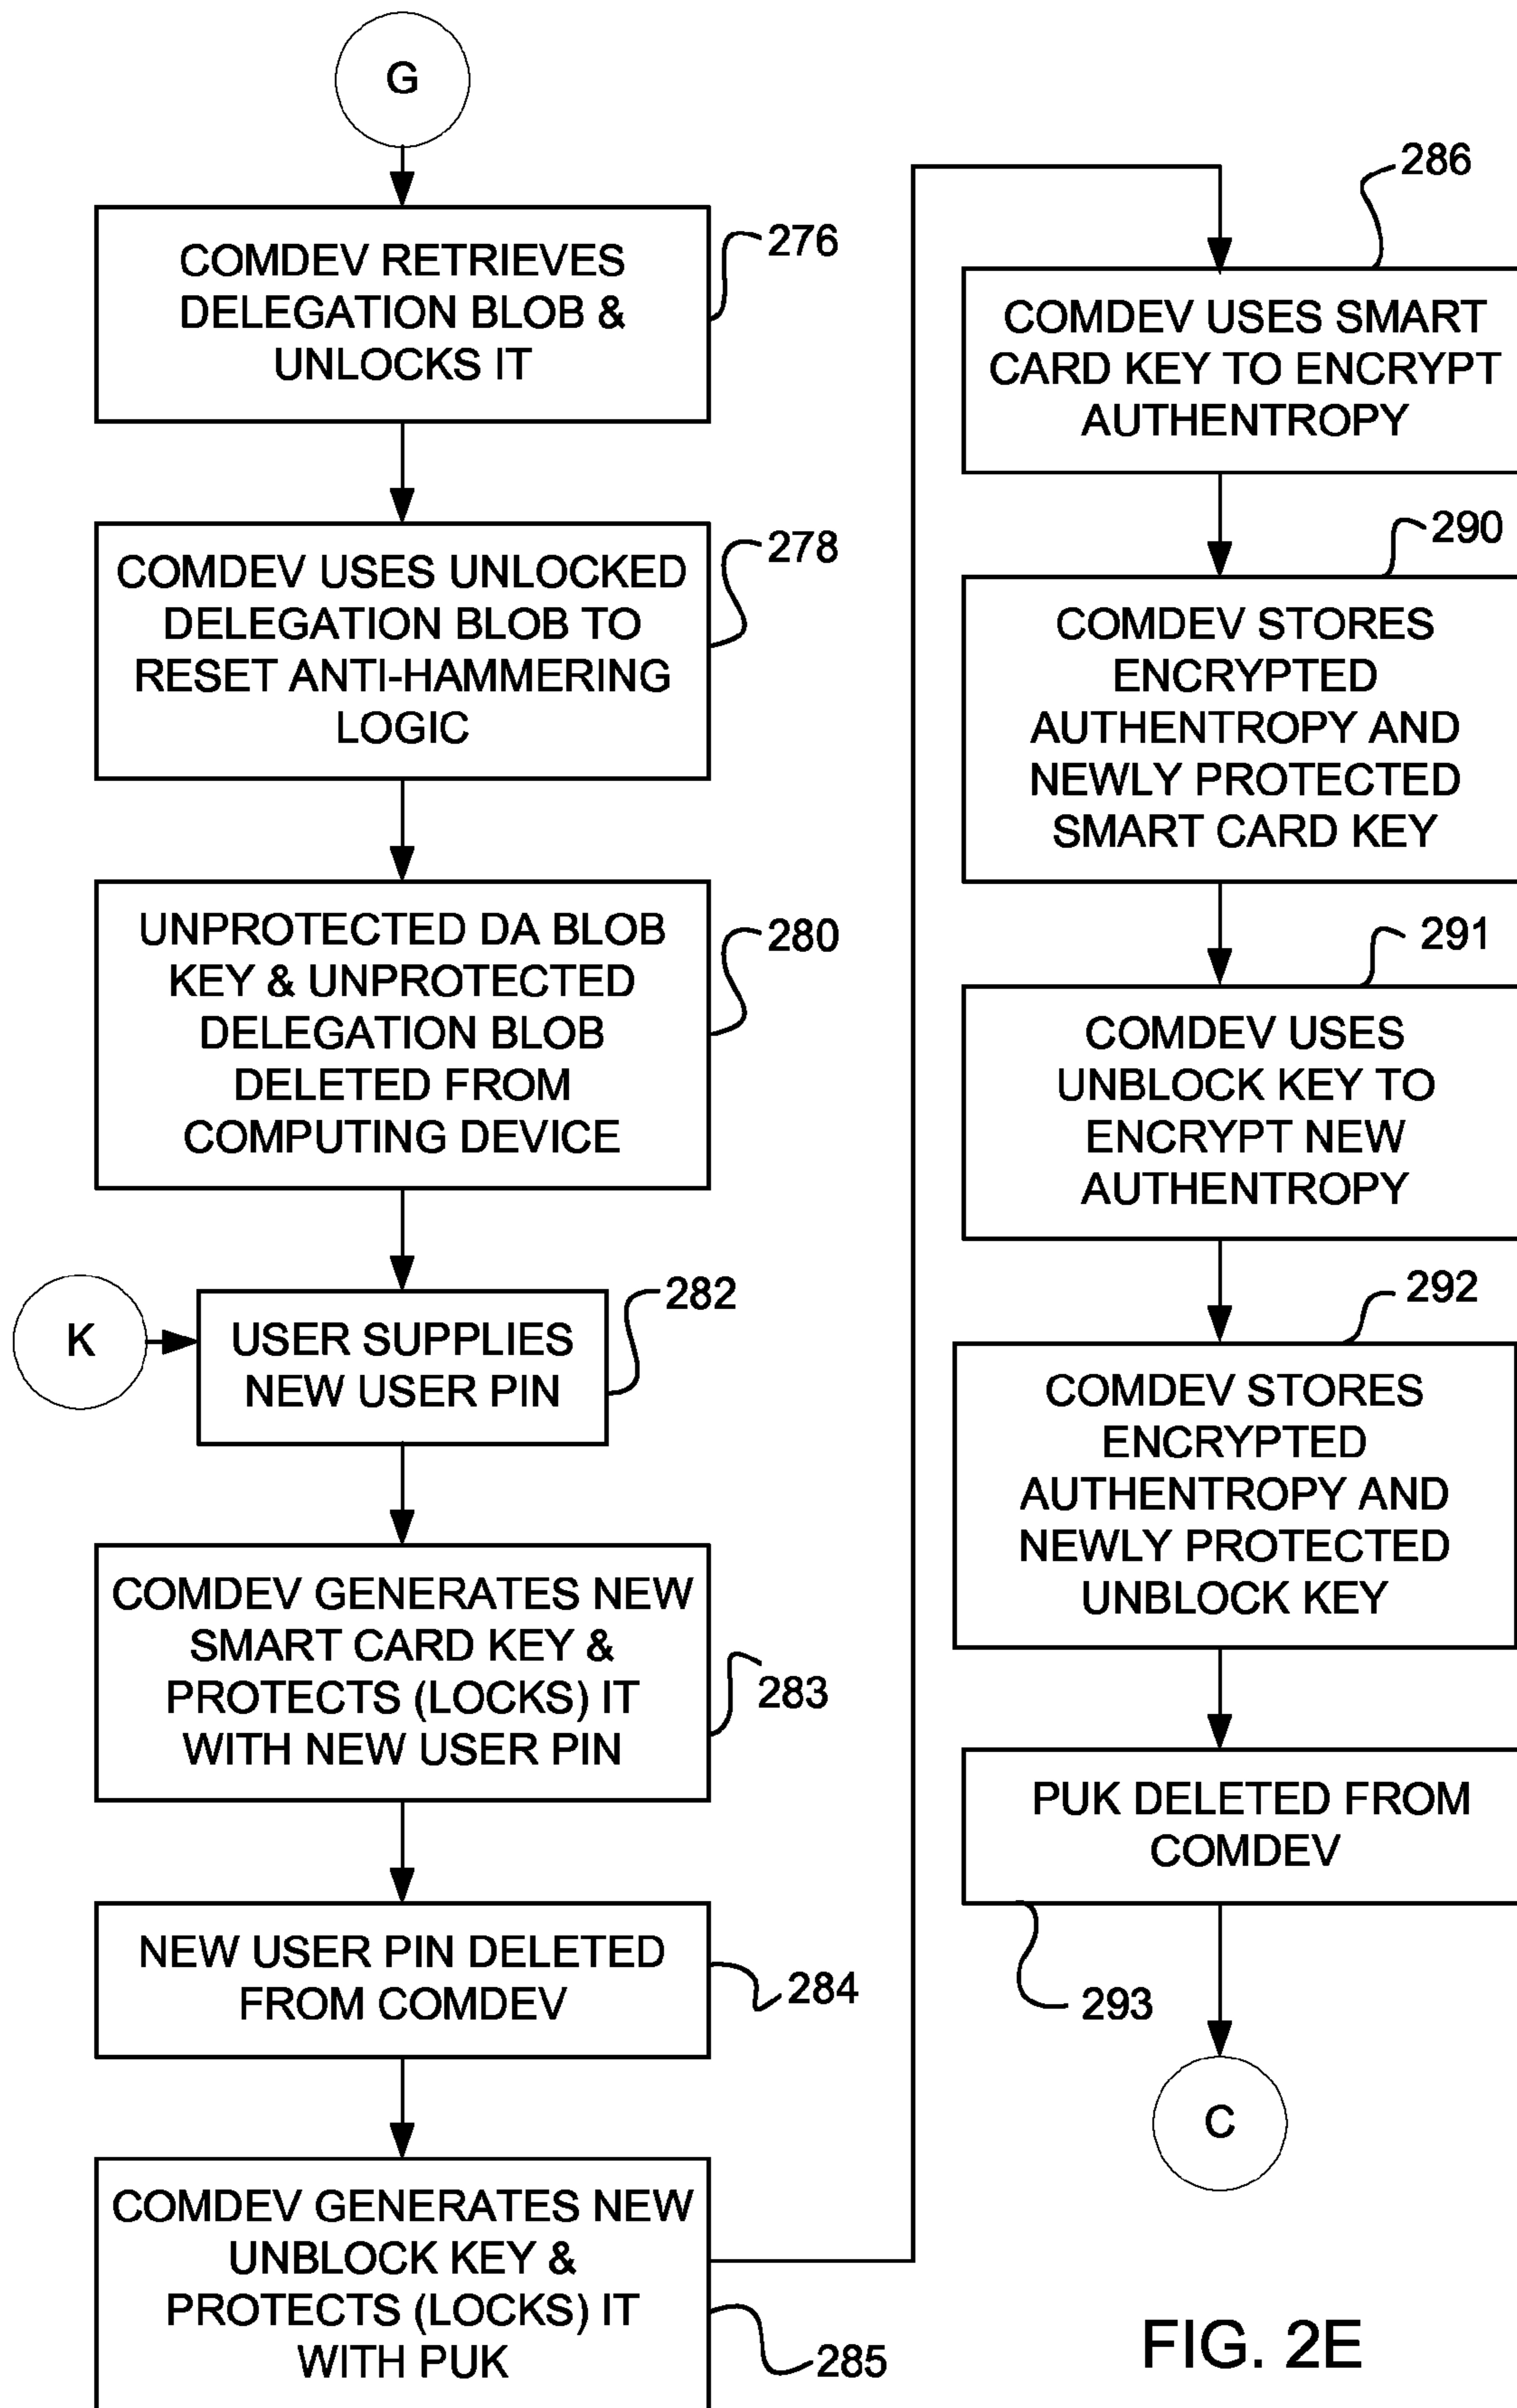 G
COMDEV RETRIEVES
DELEGATION BLOB &
UNLOCKS IT
276
COMDEV USES UNLOCKED
DELEGATION BLOB TO
RESET ANTI-HAMMERING
LOGIC
278
UNPROTECTED DA BLOB
KEY & UNPROTECTED
DELEGATION BLOB
DELETED FROM
COMPUTING DEVICE
280
K
USER SUPPLIES
NEW USER PIN
282
COMDEV GENERATES NEW
SMART CARD KEY &
PROTECTS (LOCKS) IT
WITH NEW USER PIN
283
NEW USER PIN DELETED
FROM COMDEV
284
COMDEV GENERATES NEW
UNBLOCK KEY &
PROTECTS (LOCKS) IT
WITH PUK
285
286
COMDEV USES SMART
CARD KEY TO ENCRYPT
AUTHENTROPY
290
COMDEV STORES
ENCRYPTED
AUTHENTROPY AND
NEWLY PROTECTED
SMART CARD KEY
291
COMDEV USES
UNBLOCK KEY TO
ENCRYPT NEW
AUTHENTROPY
292
COMDEV STORES
ENCRYPTED
AUTHENTROPY AND
NEWLY PROTECTED
UNBLOCK KEY
PUK DELETED FROM
COMDEV
293
C
FIG. 2E